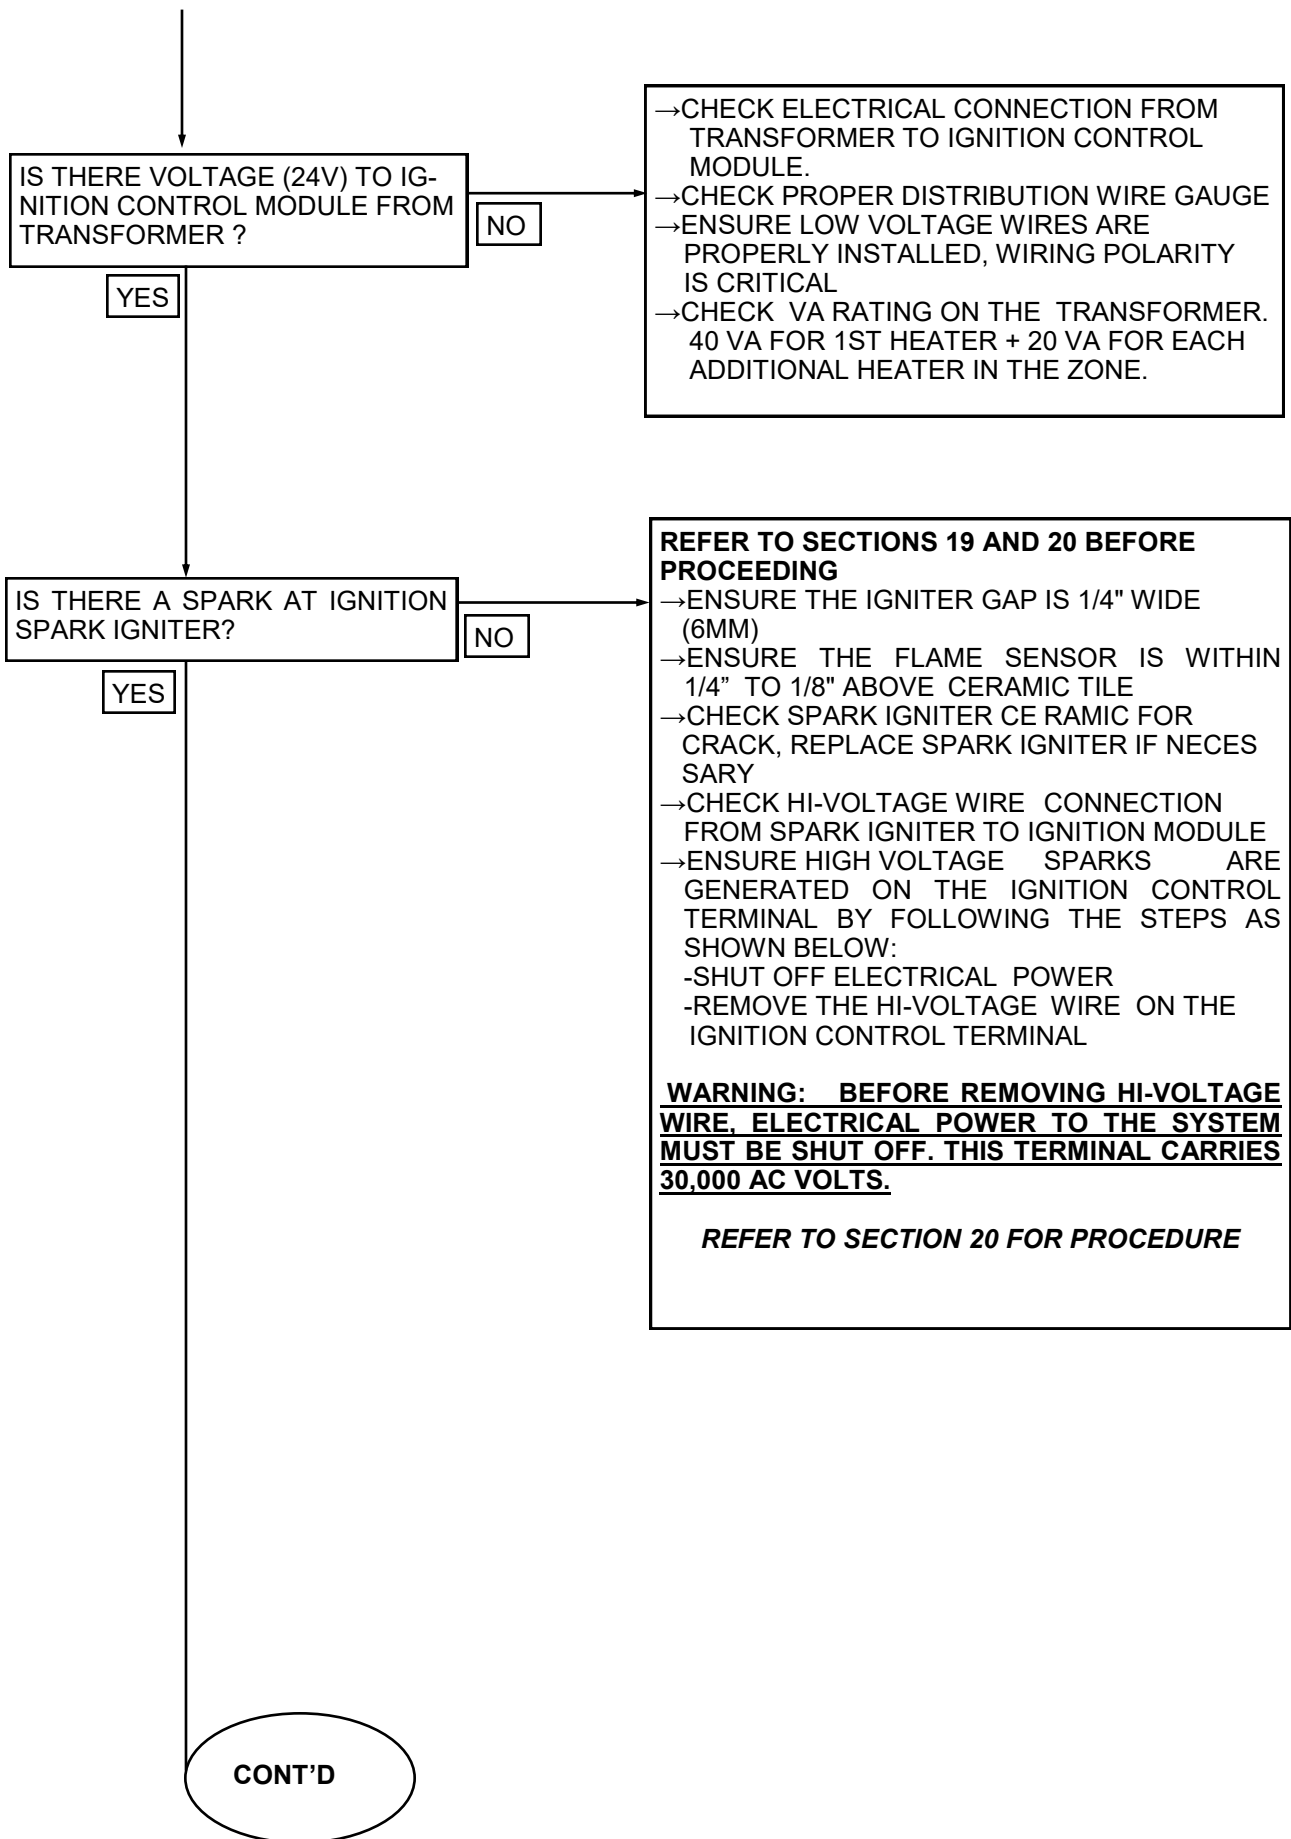 IS THERE VOLTAGE (24V) TO IG-
NITION CONTROL MODULE FROM
TRANSFORMER ?
NO
YES
→CHECK ELECTRICAL CONNECTION FROM
TRANSFORMER TO IGNITION CONTROL
MODULE.
→CHECK PROPER DISTRIBUTION WIRE GAUGE
→ENSURE LOW VOLTAGE WIRES ARE
PROPERLY INSTALLED, WIRING POLARITY
IS CRITICAL
→CHECK VA RATING ON THE TRANSFORMER.
40 VA FOR 1ST HEATER + 20 VA FOR EACH
ADDITIONAL HEATER IN THE ZONE.
IS THERE A SPARK AT IGNITION
SPARK IGNITER?
NO
YES
REFER TO SECTIONS 19 AND 20 BEFORE
PROCEEDING
→ENSURE THE IGNITER GAP IS 1/4" WIDE
(6MM)
→ENSURE THE FLAME SENSOR IS WITHIN
1/4” TO 1/8" ABOVE CERAMIC TILE
→CHECK SPARK IGNITER CE RAMIC FOR
CRACK, REPLACE SPARK IGNITER IF NECES
SARY
→CHECK HI-VOLTAGE WIRE CONNECTION
FROM SPARK IGNITER TO IGNITION MODULE
→ENSURE HIGH VOLTAGE SPARKS ARE
GENERATED ON THE IGNITION CONTROL
TERMINAL BY FOLLOWING THE STEPS AS
SHOWN BELOW:
-SHUT OFF ELECTRICAL POWER
-REMOVE THE HI-VOLTAGE WIRE ON THE
IGNITION CONTROL TERMINAL
WARNING: BEFORE REMOVING HI-VOLTAGE
WIRE, ELECTRICAL POWER TO THE SYSTEM
MUST BE SHUT OFF. THIS TERMINAL CARRIES
30,000 AC VOLTS.
REFER TO SECTION 20 FOR PROCEDURE
CONT’D